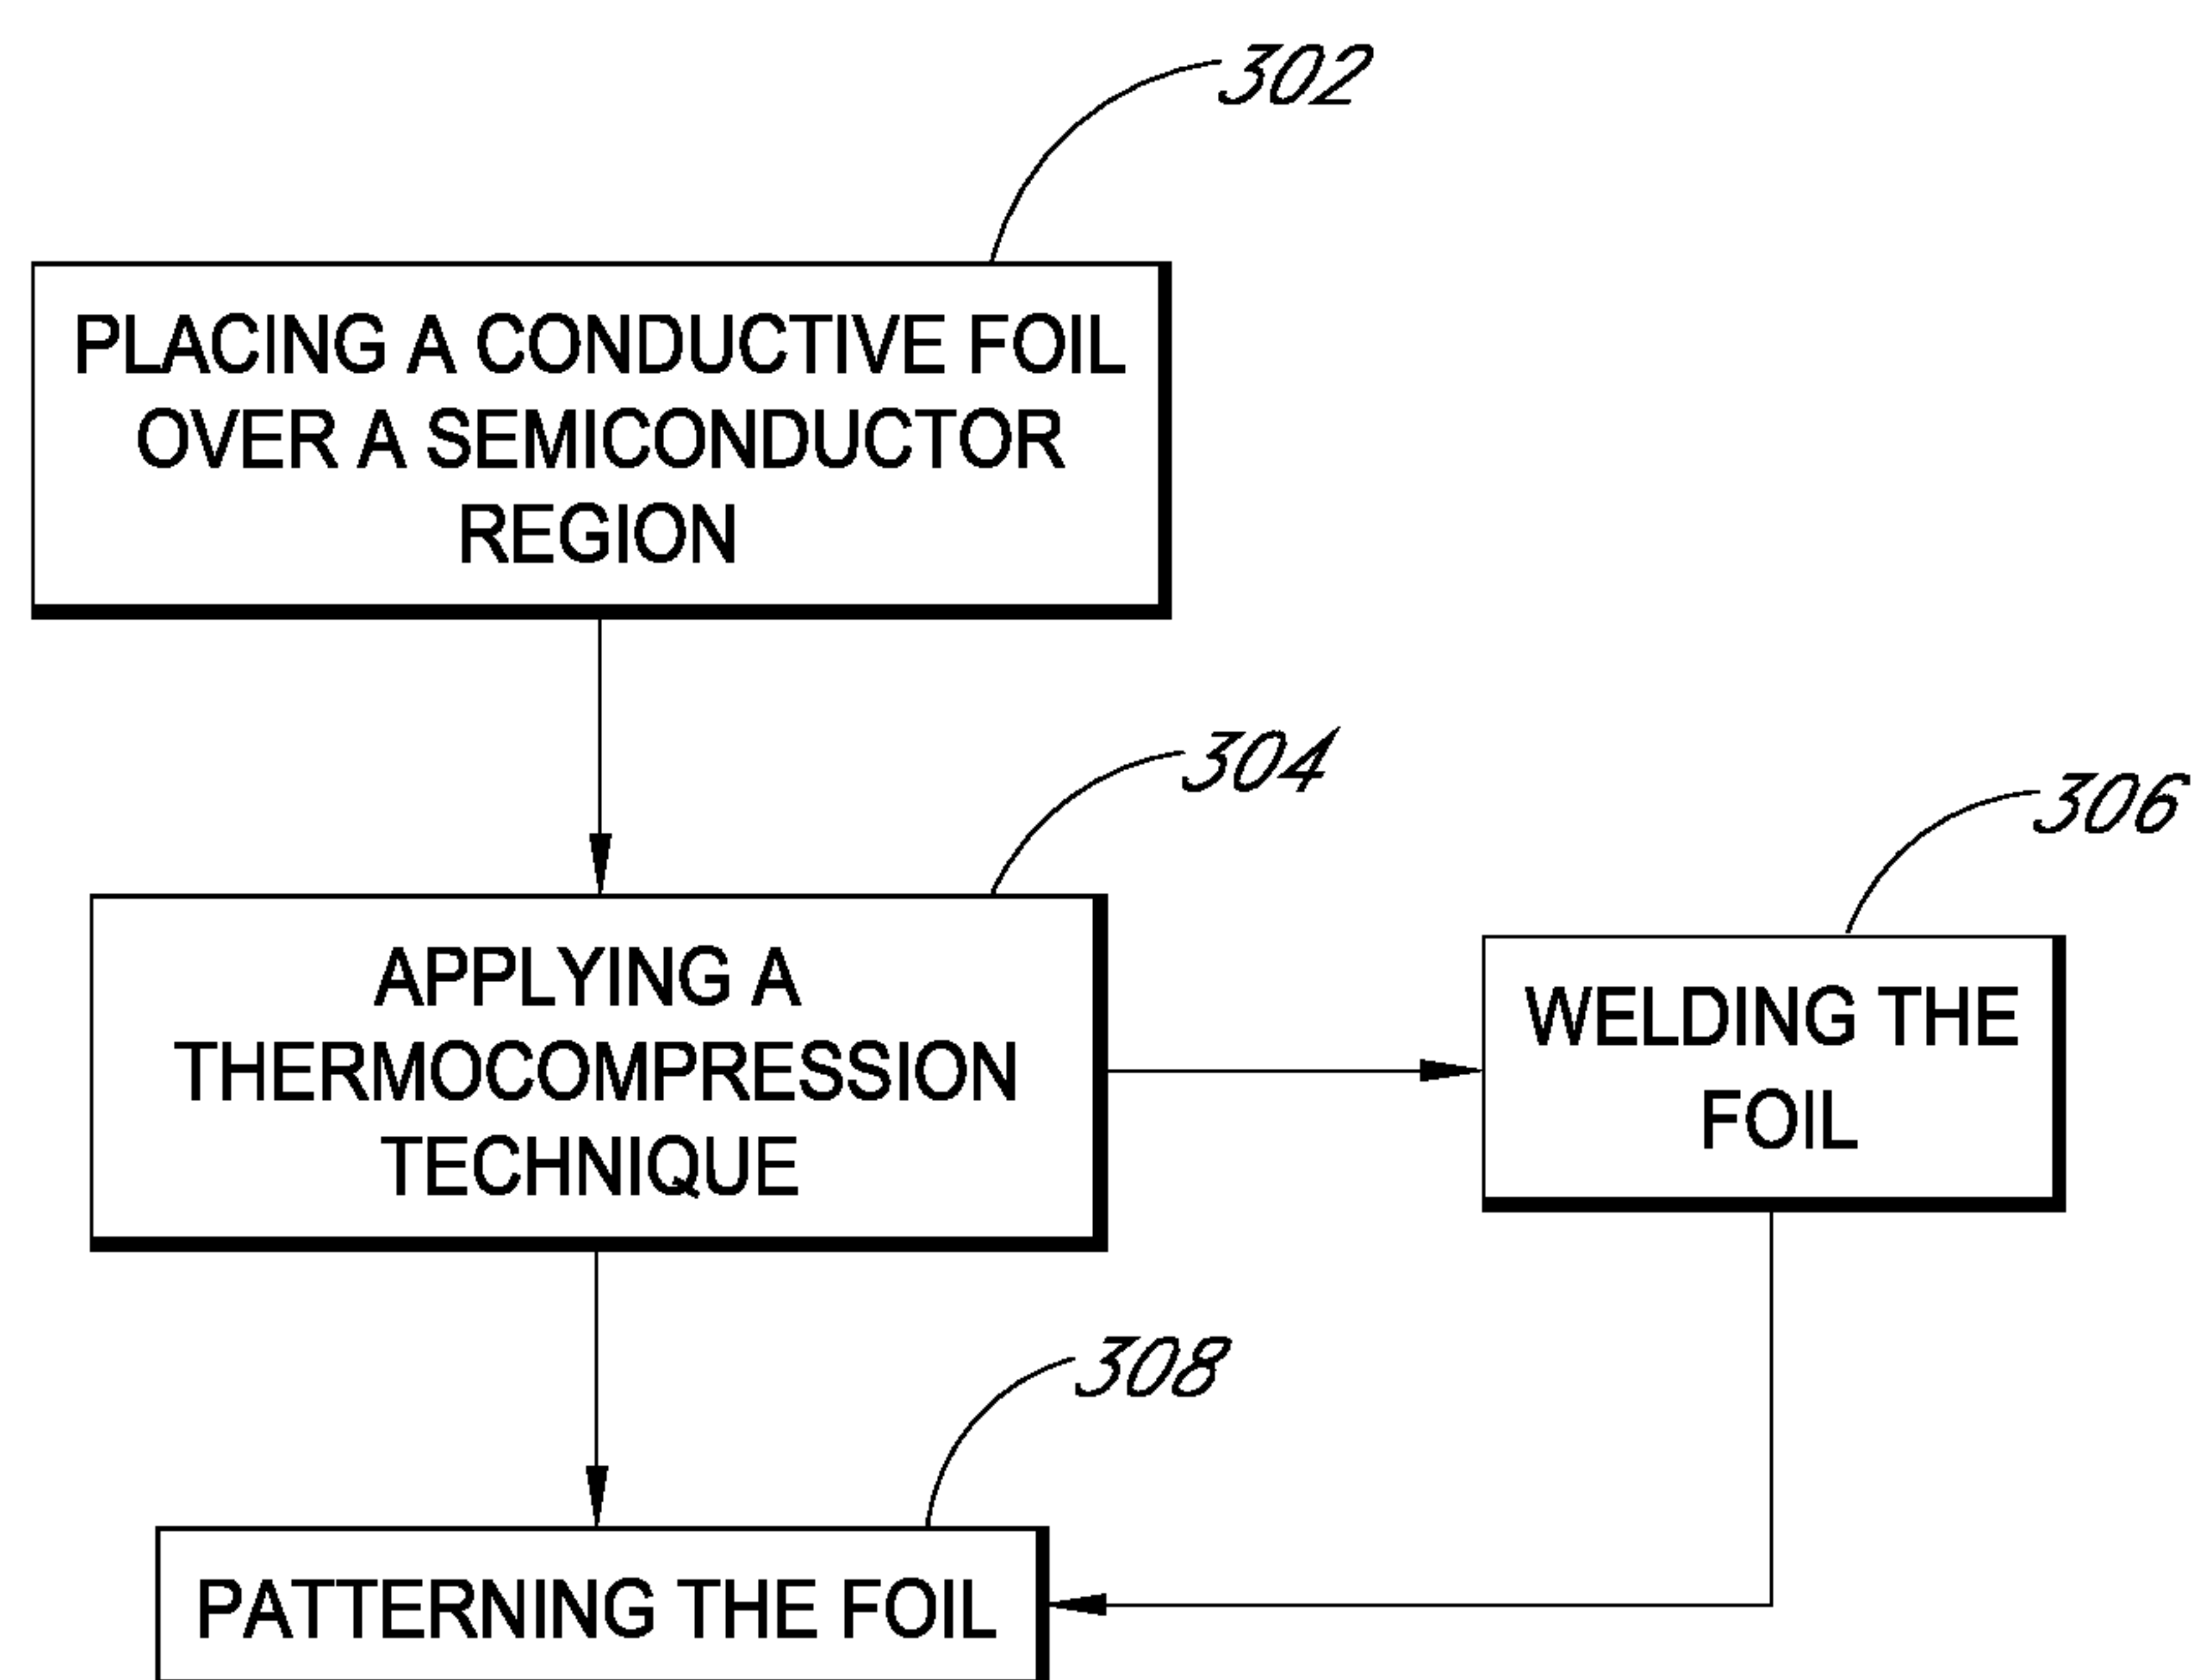 302
PLACING A CONDUCTIVE FOIL
OVER A SEMICONDUCTOR
REGION
304
APPLYING A
THERMOCOMPRESSION
TECHNIQUE
306
WELDING THE
FOIL
308
PATTERNING THE FOIL